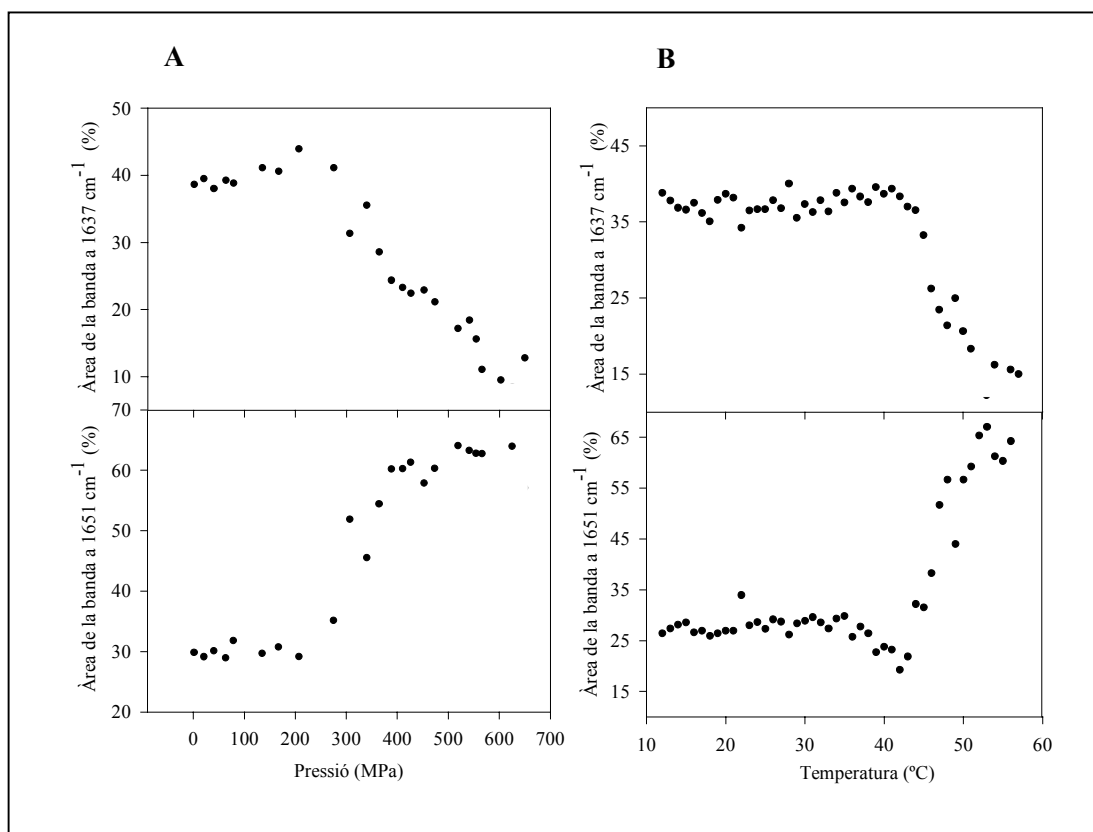 A
B
50
40
30
20
10
70
60
50
40
30
20
Àrea de la banda a 1637 cm-1 (%)
Àrea de la banda a 1651 cm-1 (%)
0 100 200 300 400 500 600 700
Pressió (MPa)
45
35
25
15
65
55
45
35
25
15
Àrea de la banda a 1637 cm-1 (%)
Àrea de la banda a 1651 cm-1 (%)
10 20 30 40 50 60
Temperatura (ºC)